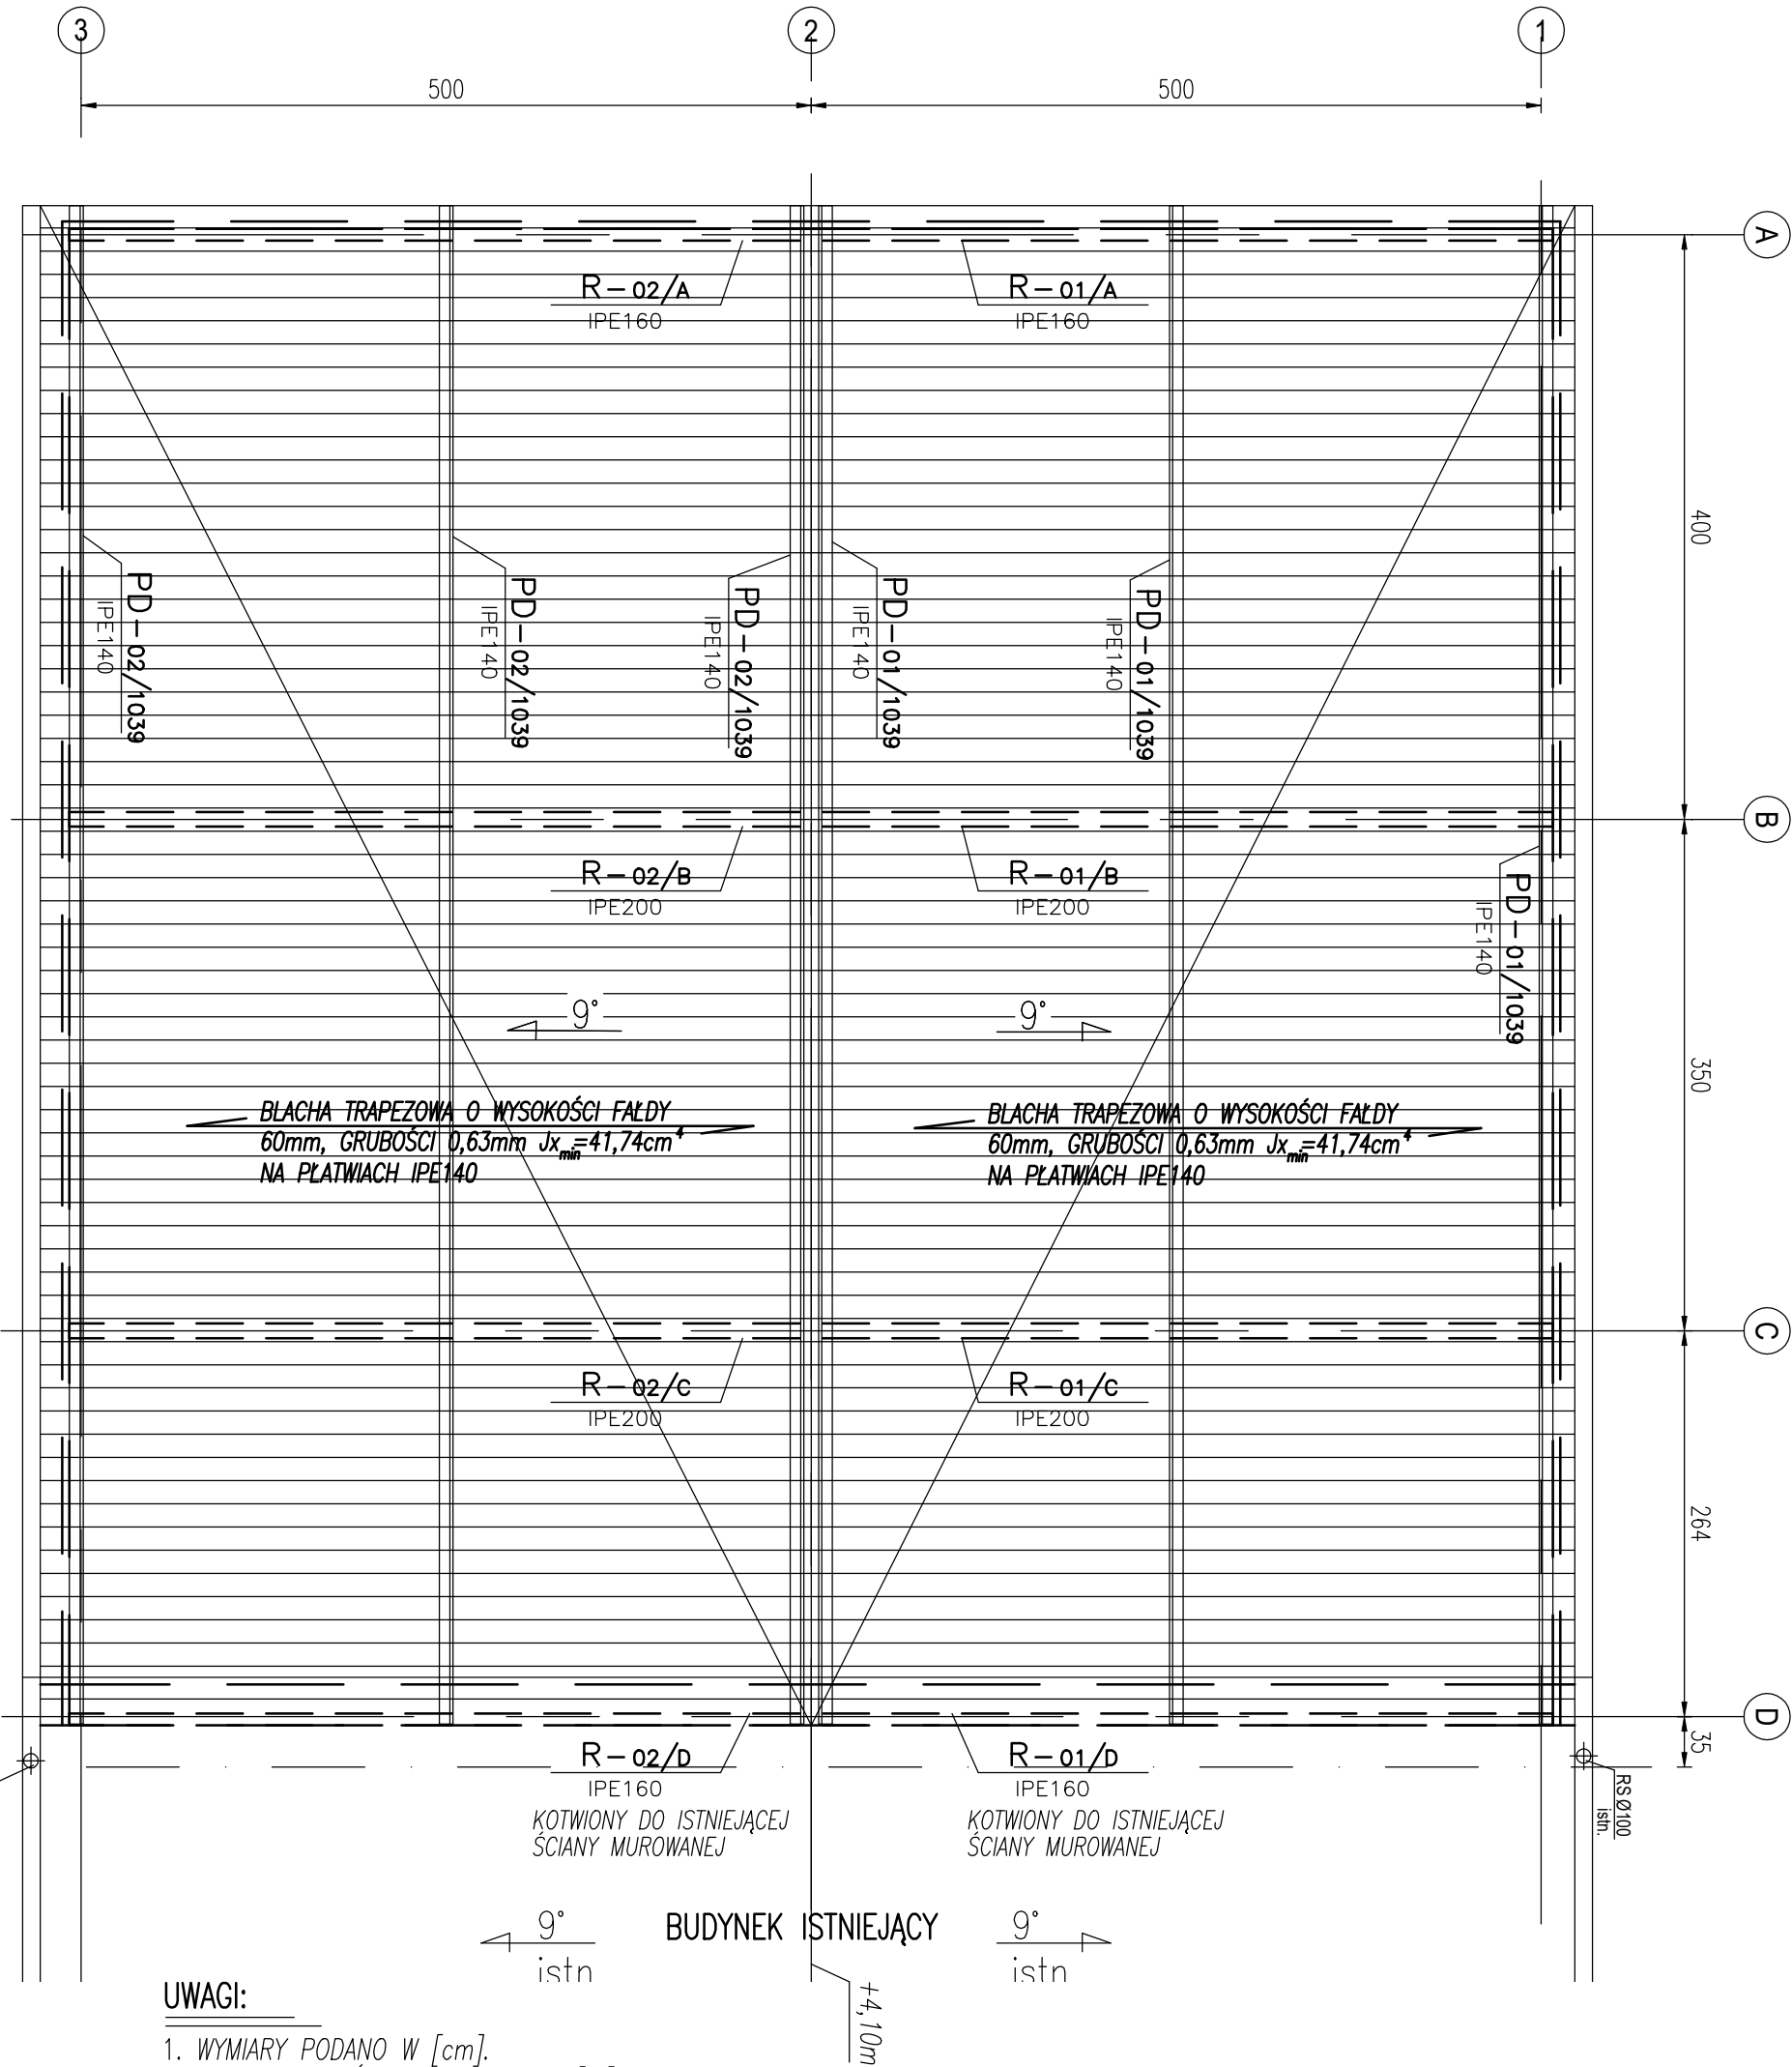 3
2
1
500
500
A
R-02/A
IPE160
R-01/A
IPE160
400
PD-02/1039
IPE140
PD-02/1039
IPE140
PD-02/1039
IPE140
PD-01/1039
IPE140
PD-01/1039
IPE140
B
R-02/B
IPE200
R-01/B
IPE200
PD-01/1039
IPE140
9°
9°
350
BLACHA TRAPEZOWA O WYSOKOŚCI FAŁDY
60mm, GRUBOŚCI 0,63mm Jxmin=41,74cm⁴
NA PŁATWIACH IPE140
BLACHA TRAPEZOWA O WYSOKOŚCI FAŁDY
60mm, GRUBOŚCI 0,63mm Jxmin=41,74cm⁴
NA PŁATWIACH IPE140
C
R-02/C
IPE200
R-01/C
IPE200
264
D
35
R-02/D
IPE160
KOTWIONY DO ISTNIEJĄCEJ
ŚCIANY MUROWANEJ
R-01/D
IPE160
KOTWIONY DO ISTNIEJĄCEJ
ŚCIANY MUROWANEJ
RSØ100
istn.
9°
istn
BUDYNEK ISTNIEJĄCY
9°
istn
+4,10m
UWAGI:
1. WYMIARY PODANO W [cm].